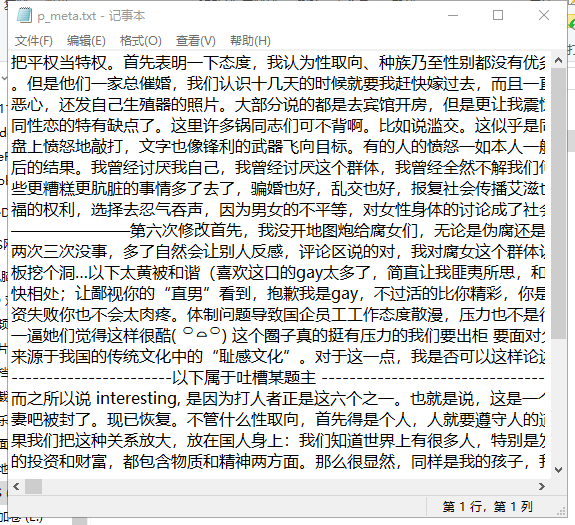 p_meta.txt - 记事本
文件(F) 编辑(E) 格式(O) 查看(V) 帮助(H)
把平权当特权。首先表明一下态度，我认为性取向、种族乃至性别都没有优
。但是他们一家总催婚，我们认识十几天的时候就要我赶快嫁过去，而且一直
恶心，还发自己生殖器的照片。大部分说的都是去宾馆开房，但是更让我震惊
同性恋的特有缺点了。这里许多锅同志们可不背啊。比如说滥交。这似乎是
盘上愤怒地敲打，文字也像锋利的武器飞向目标。有的人的愤怒一如本人一
后的结果。我曾经讨厌我自己，我曾经讨厌这个群体，我曾经全然不解我们
些更糟糕更肮脏的事情多了去了，骗婚也好，乱交也好，报复社会传播艾滋也
福的权利，选择去忍气吞声，因为男女的不平等，对女性身体的讨论成了社会
———————第六次修改首先，我没开地图炮给腐女们，无论是伪腐还是
两次三次没事，多了自然会让别人反感，评论区说的对，我对腐女这个群体
板挖个洞...以下太黄被和谐（喜欢这口的gay太多了，简直让我匪夷所思，和
快相处；让鄙视你的“直男”看到，抱歉我是gay，不过活的比你精彩，你是
资失败你也不会太肉疼。体制问题导致国企员工工作态度散漫，压力也不是
一逼她们觉得这样很酷( ᅌᴗᅌ ) 这个圈子真的挺有压力的我们要出柜 要面对
来源于我国的传统文化中的“耻感文化”。对于这一点，我是否可以这样论
-----------------------以下属于吐槽某题主 ---------------------------------
而之所以说 interesting, 是因为打人者正是这六个之一。也就是说，这是一
妻吧被封了。现已恢复。不管什么性取向，首先得是个人，人就要遵守人的道
果我们把这种关系放大，放在国人身上：我们知道世界上有很多人，特别是发
的投资和财富，都包含物质和精神两方面。那么很显然，同样是我的孩子，我
第 1 行，第 1 列